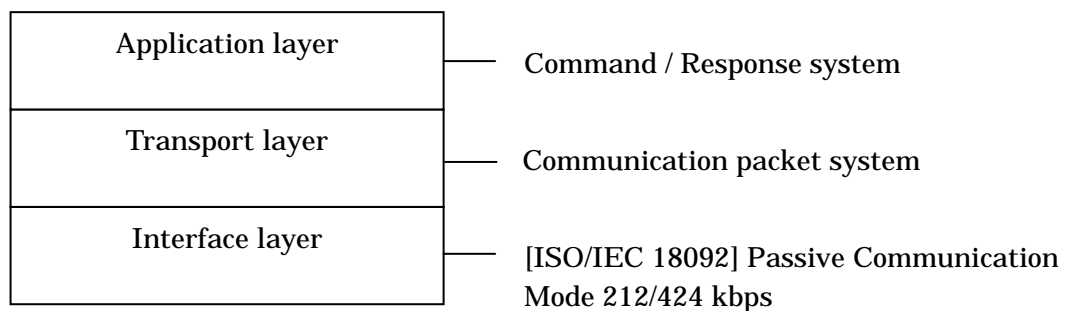 Application layer
Command / Response system
Transport layer
Communication packet system
Interface layer
[ISO/IEC 18092] Passive Communication
Mode 212/424 kbps